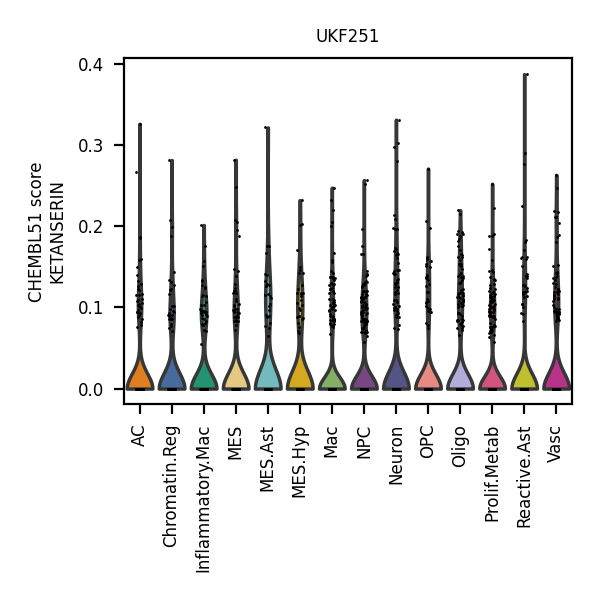 UKF251
CHEMBL51 score
KETANSERIN
0.4
0.3
0.2
0.1
0.0
AC
Chromatin.Reg
Inflammatory.Mac
MES
MES.Ast
MES.Hyp
Mac
NPC
Neuron
OPC
Oligo
Prolif.Metab
Reactive.Ast
Vasc